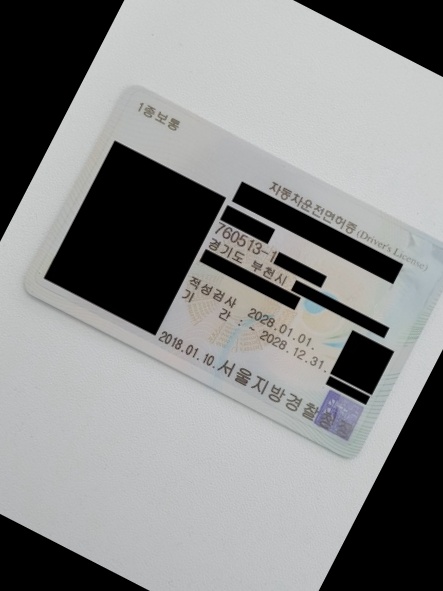 1종보통
자동차운전면허증 (Driver's License)
760513-1
경기도 부천시
적성검사 2028.01.01.
기 간 : ~ 2028.12.31.
2018.01.10. 서울지방경찰청장